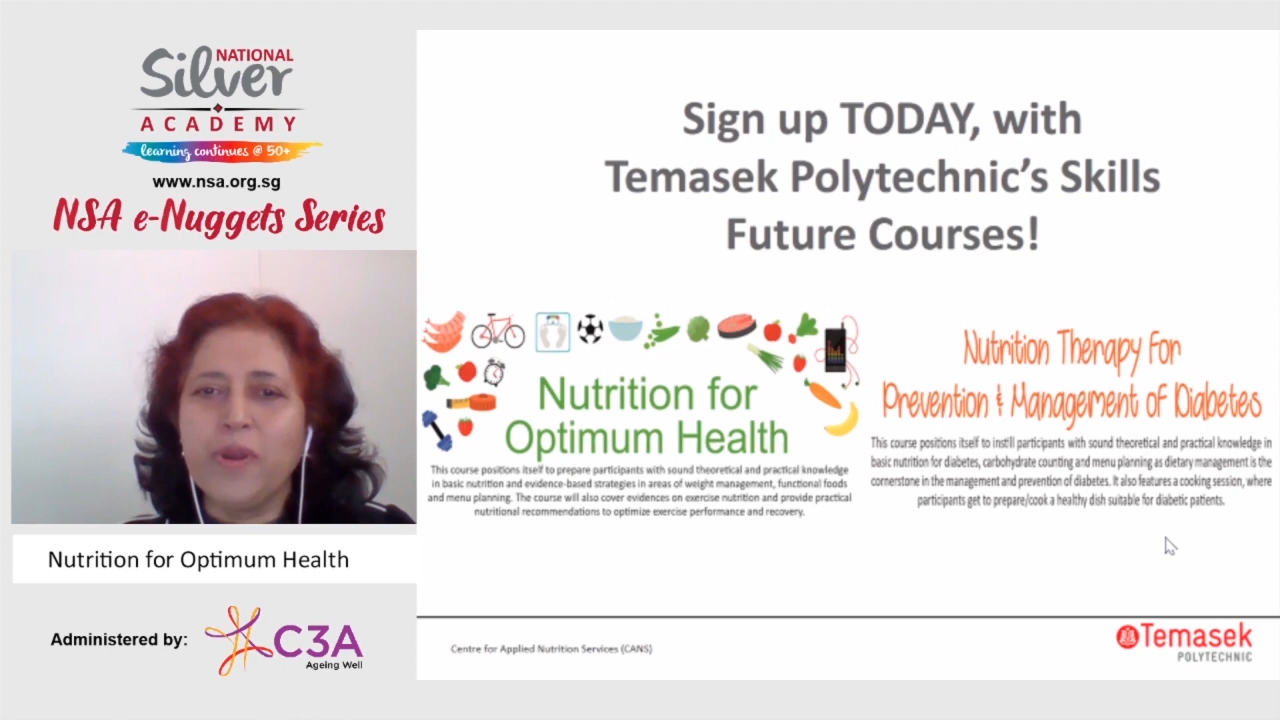 NATIONAL
Silver
ACADEMY
learning continues @ 50+
www.nsa.org.sg
NSA e-Nuggets Series
Nutrition for Optimum Health
Administered by:
C3A
Ageing Well
Sign up TODAY, with
Temasek Polytechnic's Skills
Future Courses!
Nutrition for
Optimum Health
This course positions itself to prepare participants with sound theoretical and practical knowledge
in basic nutrition and evidence-based strategies in areas of weight management, functional foods
and menu planning. The course will also cover evidences on exercise nutrition and provide practical
nutritional recommendations to optimize exercise performance and recovery.
Nutrition Therapy For
Prevention & Management of Diabetes
This course positions itself to instill participants with sound theoretical and practical knowledge in
basic nutrition for diabetes, carbohydrate counting and menu planning as dietary management is the
cornerstone in the management and prevention of diabetes. It also features a cooking session, where
participants get to prepare/cook a healthy dish suitable for diabetic patients.
Centre for Applied Nutrition Services (CANS)
Temasek
POLYTECHNIC